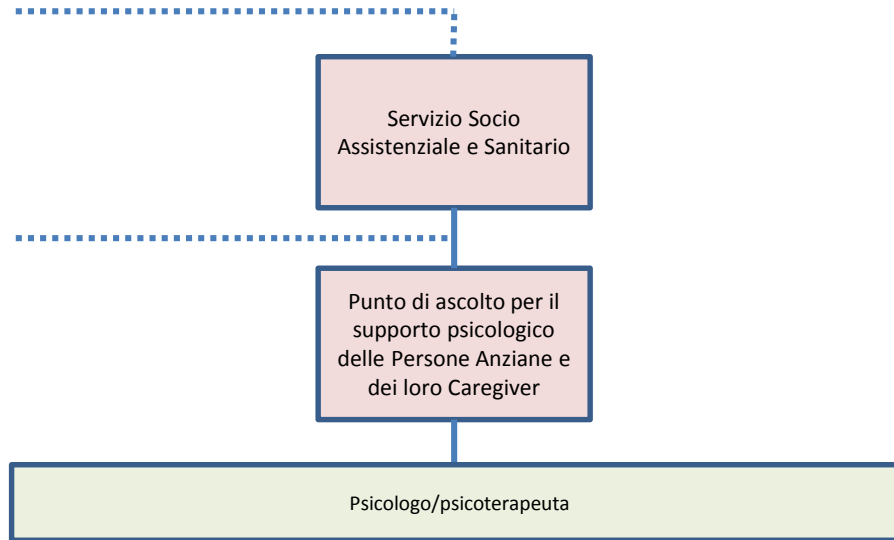 Servizio Socio
Assistenziale e Sanitario
Punto di ascolto per il
supporto psicologico
delle Persone Anziane e
dei loro Caregiver
Psicologo/psicoterapeuta